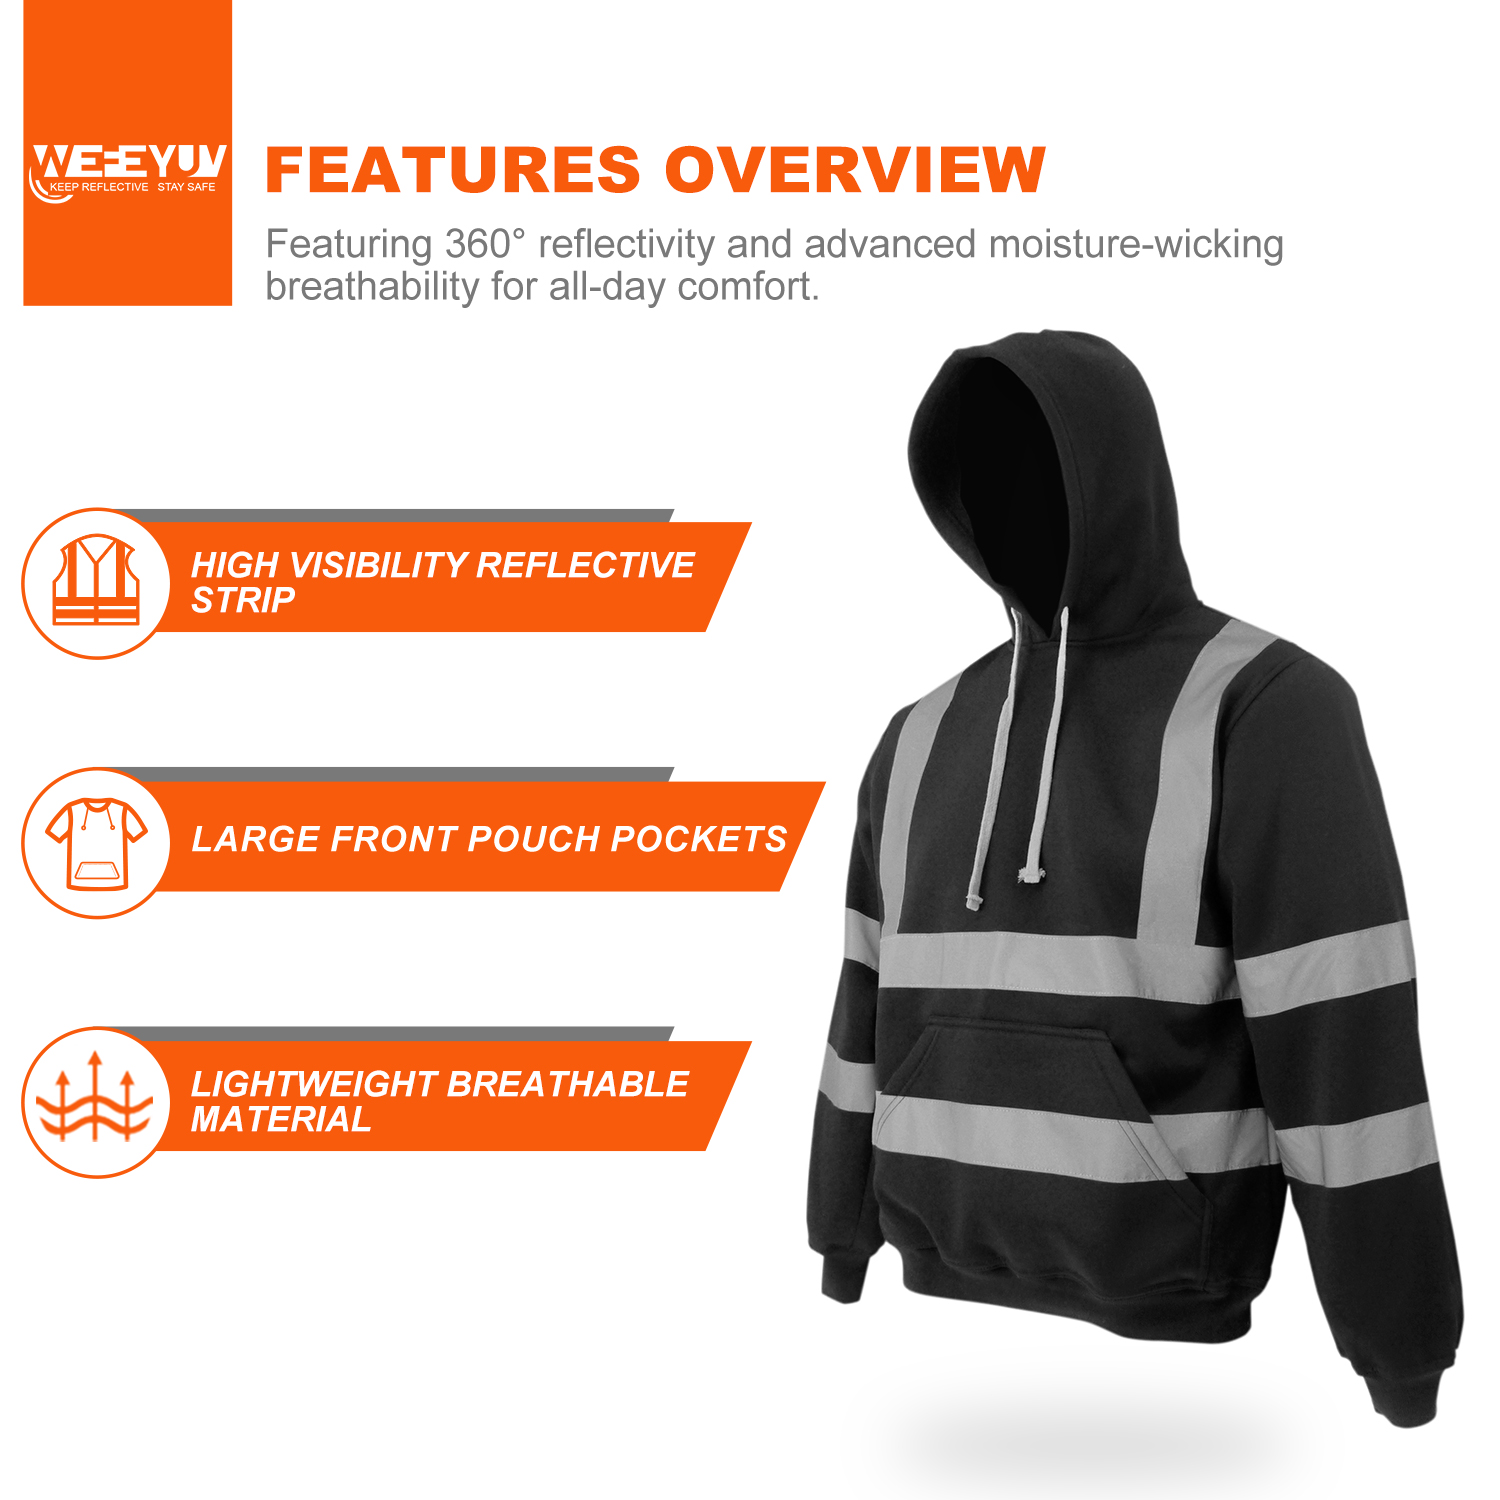 WEFEYUV
KEEP REFLECTIVE STAY SAFE
FEATURES OVERVIEW
Featuring 360° reflectivity and advanced moisture-wicking
breathability for all-day comfort.
HIGH VISIBILITY REFLECTIVE
STRIP
LARGE FRONT POUCH POCKETS
LIGHTWEIGHT BREATHABLE
MATERIAL